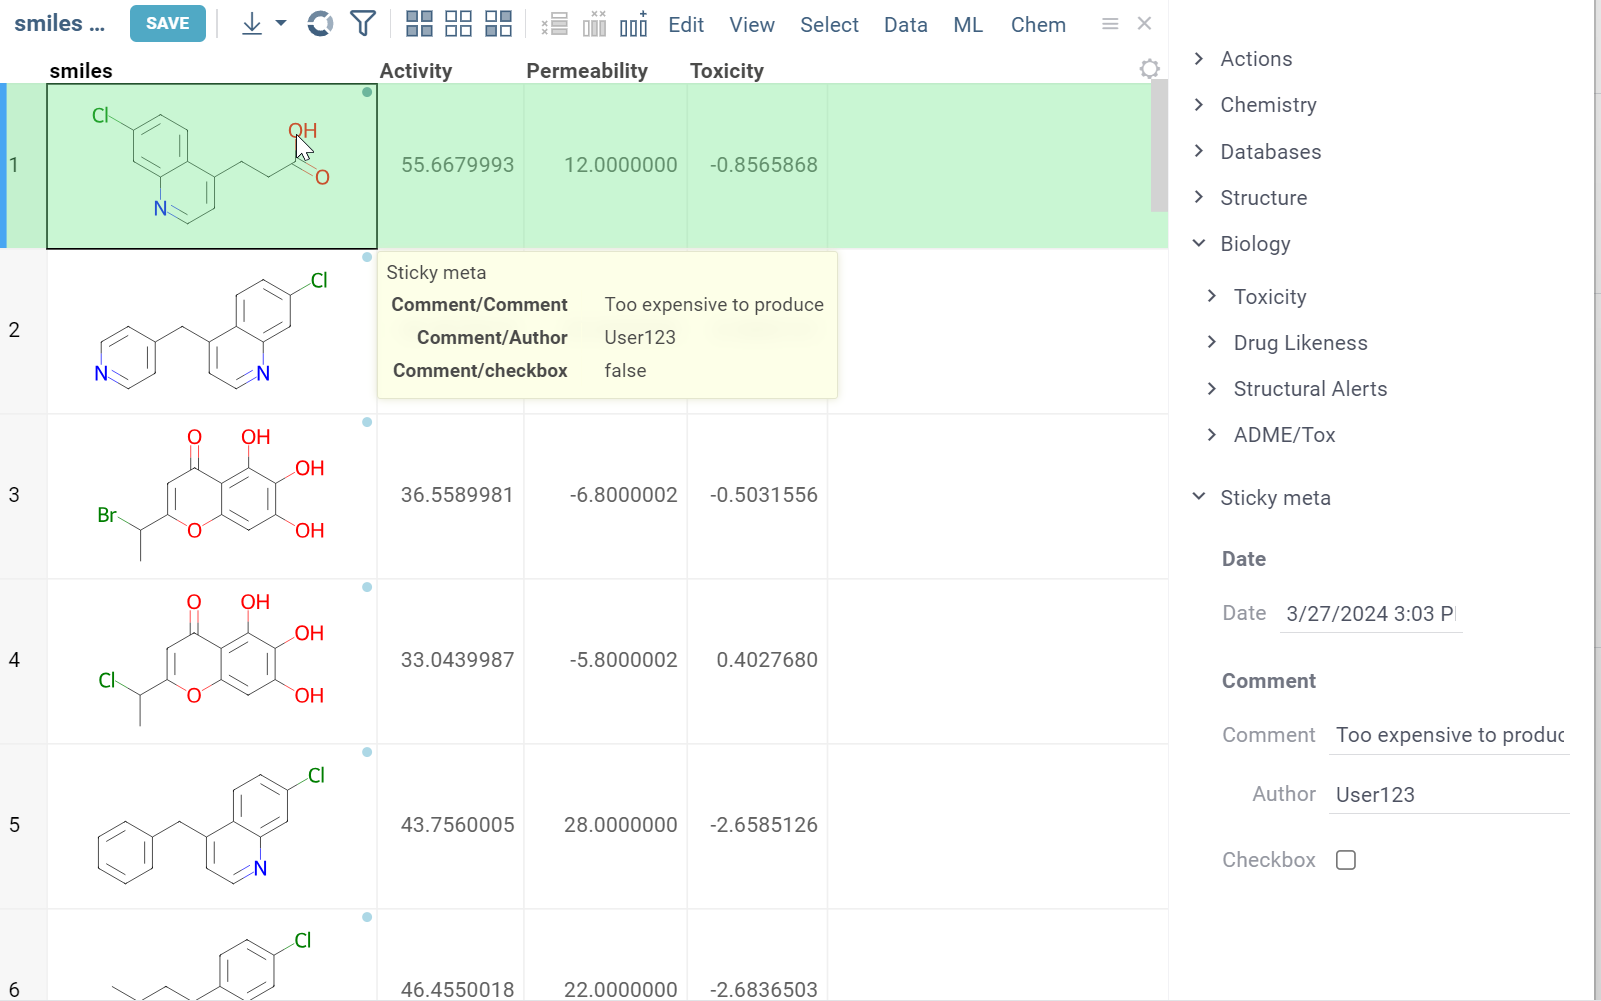 smiles ... SAVE Edit View Select Data ML Chem
smiles Activity Permeability Toxicity
1 55.6679993 12.0000000 -0.8565868
Cl
OH
O
N
2
Cl
N N
Sticky meta
Comment/Comment Too expensive to produce
Comment/Author User123
Comment/checkbox false
3 36.5589981 -6.8000002 -0.5031556
O OH
OH
Br
O OH
4 33.0439987 -5.8000002 0.4027680
O OH
OH
Cl
O OH
5 43.7560005 28.0000000 -2.6585126
Cl
N
6 46.4550018 22.0000000 -2.6836503
Cl
Actions
Chemistry
Databases
Structure
Biology
Toxicity
Drug Likeness
Structural Alerts
ADME/Tox
Sticky meta
Date
Date 3/27/2024 3:03 P
Comment
Comment Too expensive to produc
Author User123
Checkbox